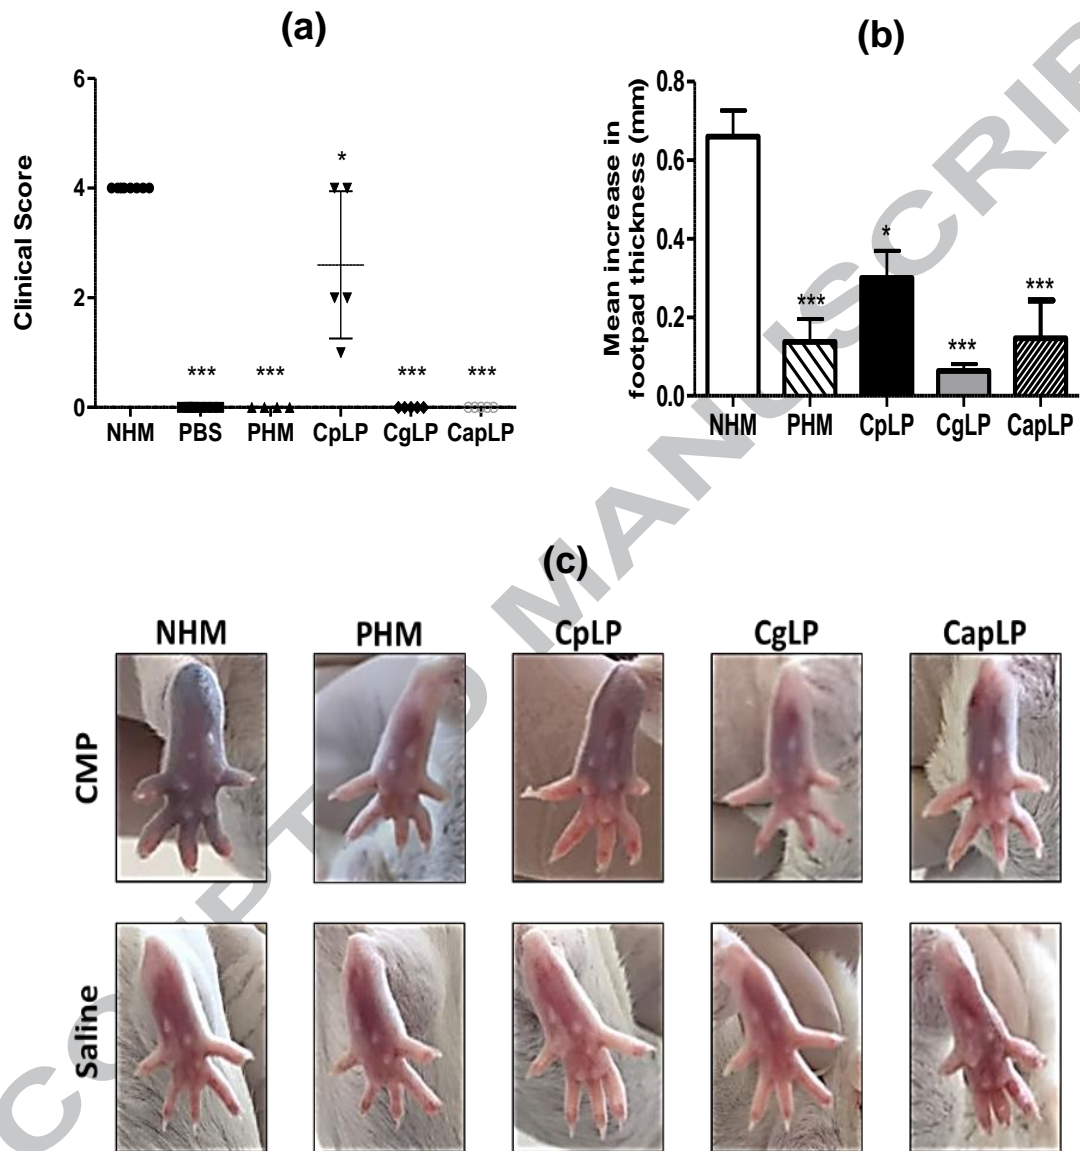 (a)
6
4
2
0
Clinical Score
*
***
***
***
***
NHM PBS PHM CpLP CgLP CapLP
(b)
0.8
0.6
0.4
0.2
0.0
Mean increase in
footpad thickness (mm)
***
*
***
***
NHM PHM CpLP CgLP CapLP
(c)
NHM PHM CpLP CgLP CapLP
CMP
Saline